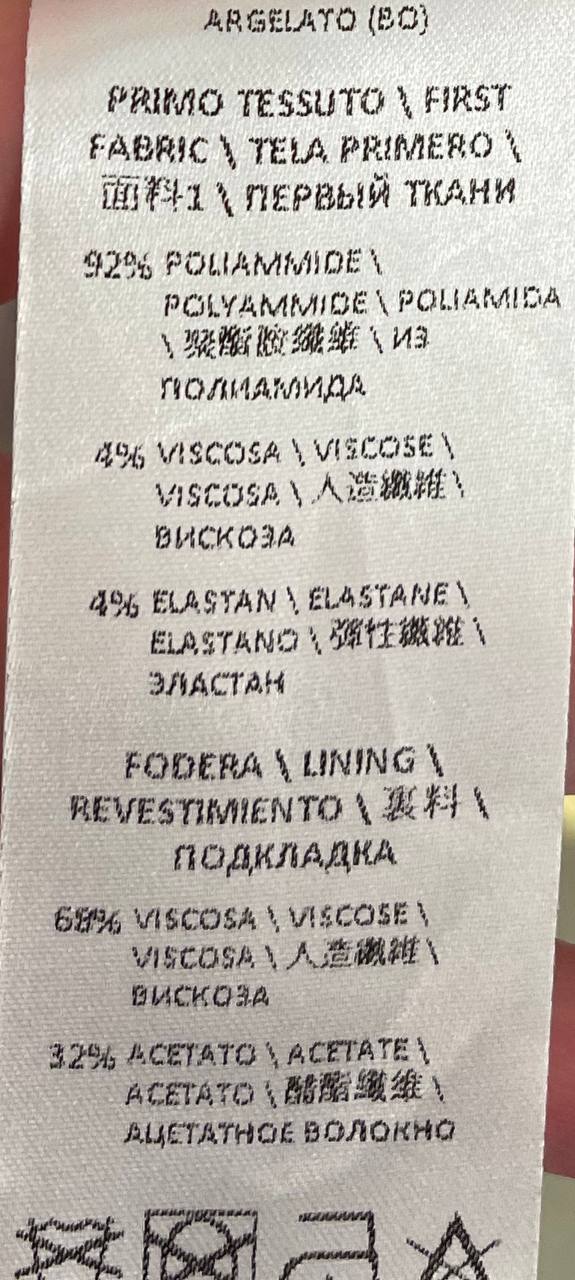 ARGELATO (BO)
PRIMO TESSUTO \ FIRST
FABRIC \ TELA PRIMERO \
面料1 \ ПЕРВЫЙ ТКАНИ
92% POLIAMMIDE \
POLYAMMIDE \ POLIAMIDA
\ 聚酯胺纖維 \ ИЗ
ПОЛИАМИДА
4% VISCOSA \ VISCOSE \
VISCOSA \ 人造纖維 \
ВИСКОЗА
4% ELASTAN \ ELASTANE \
ELASTANO \ 彈性纖維 \
ЭЛАСТАН
FODERA \ LINING \
REVESTIMIENTO \ 裏料 \
ПОДКЛАДКА
68% VISCOSA \ VISCOSE \
VISCOSA \ 人造纖維 \
ВИСКОЗА
32% ACETATO \ ACETATE \
ACETATO \ 醋酯纖維 \
АЦЕТАТНОЕ ВОЛОКНО